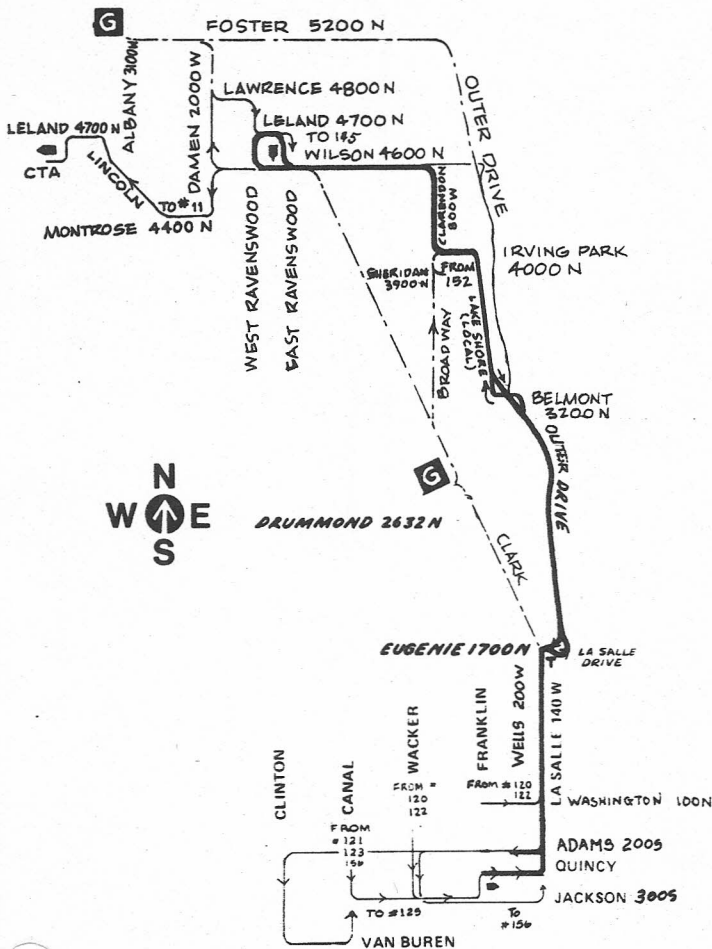 G
FOSTER 5200 N
ALBANY 3100W
DAMEN 2000 W
OUTER DRIVE
LAWRENCE 4800 N
LELAND 4700 N
LELAND 4700 N
TO 145
WILSON 4600 N
CTA
LINCOLN
TO #11
MONTROSE 4400 N
CLARENDON
800W
WEST RAVENSWOOD
EAST RAVENSWOOD
IRVING PARK
4000 N
SHERIDAN
3900 N
FROM
152
BROADWAY
LAKE SHORE
(LOCAL)
BELMONT
3200 N
OUTER DRIVE
G
N
W E
S
DRUMMOND 2632 N
CLARK
EUGENIE 1700 N
LA SALLE
DRIVE
CLINTON
CANAL
WACKER
FRANKLIN
WELLS 200W
LA SALLE 140 W
FROM #
120
122
FROM #120
122
WASHINGTON 100N
FROM
#121
123
156
ADAMS 200S
QUINCY
JACKSON 300S
TO #125
TO
#156
VAN BUREN